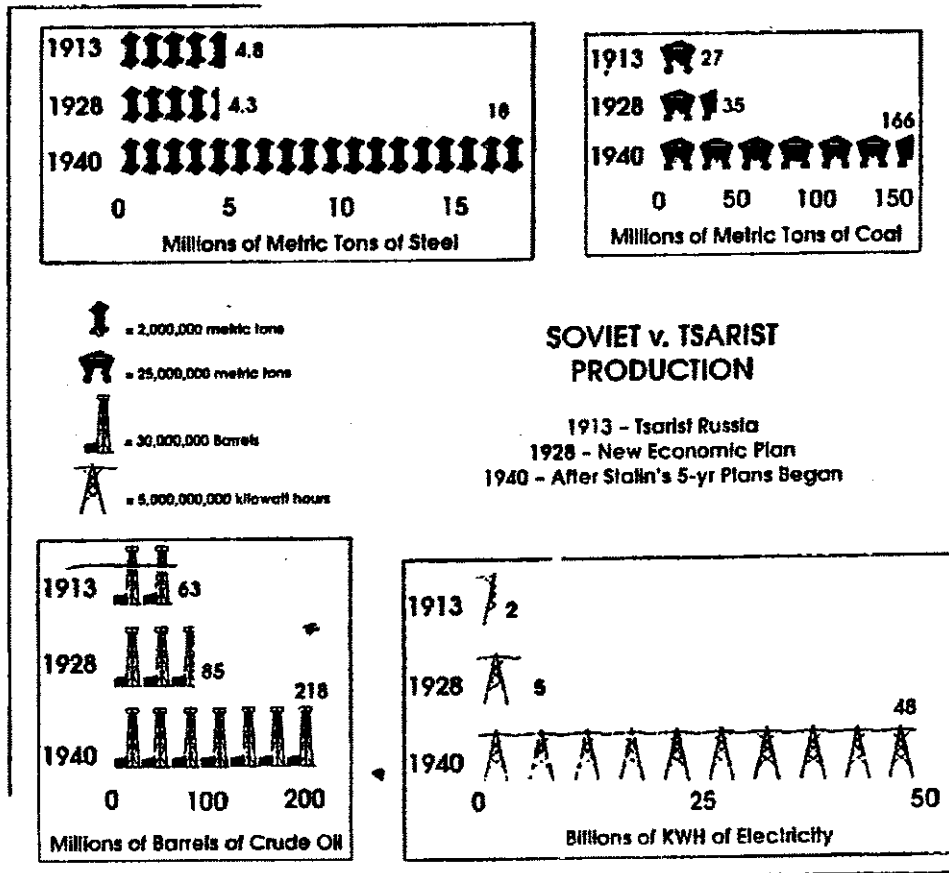 1913 4.8
1928 4.3
18
1940
0 5 10 15
Millions of Metric Tons of Steel
1913 27
1928 35
166
1940
0 50 100 150
Millions of Metric Tons of Coal
= 2,000,000 metric tons
= 25,000,000 metric tons
= 30,000,000 Barrels
= 5,000,000,000 kilowatt hours
SOVIET v. TSARIST
PRODUCTION
1913 - Tsarist Russia
1928 - New Economic Plan
1940 - After Stalin's 5-yr Plans Began
1913 63
1928 85
218
1940
0 100 200
Millions of Barrels of Crude Oil
1913 2
1928 5
48
1940
0 25 50
Billions of KWH of Electricity